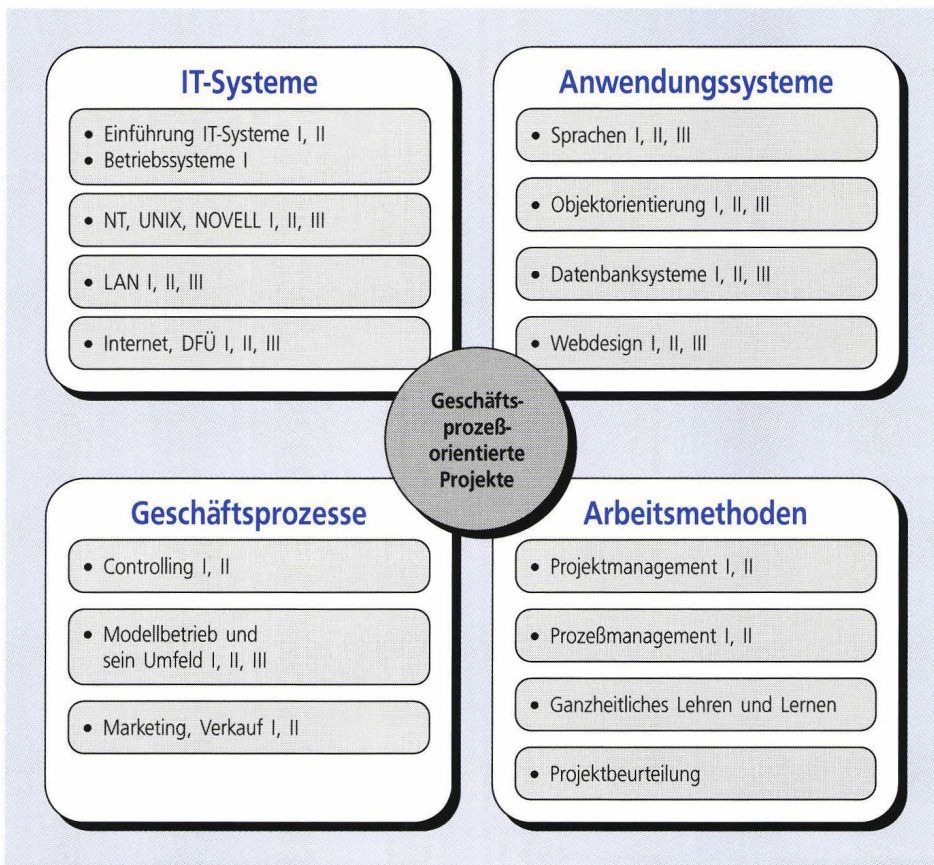 IT-Systeme
• Einführung IT-Systeme I, II
• Betriebssysteme I
• NT, UNIX, NOVELL I, II, III
• LAN I, II, III
• Internet, DFÜ I, II, III
Anwendungssysteme
• Sprachen I, II, III
• Objektorientierung I, II, III
• Datenbanksysteme I, II, III
• Webdesign I, II, III
Geschäfts-
prozeß-
orientierte
Projekte
Geschäftsprozesse
• Controlling I, II
• Modellbetrieb und
sein Umfeld I, II, III
• Marketing, Verkauf I, II
Arbeitsmethoden
• Projektmanagement I, II
• Prozeßmanagement I, II
• Ganzheitliches Lehren und Lernen
• Projektbeurteilung